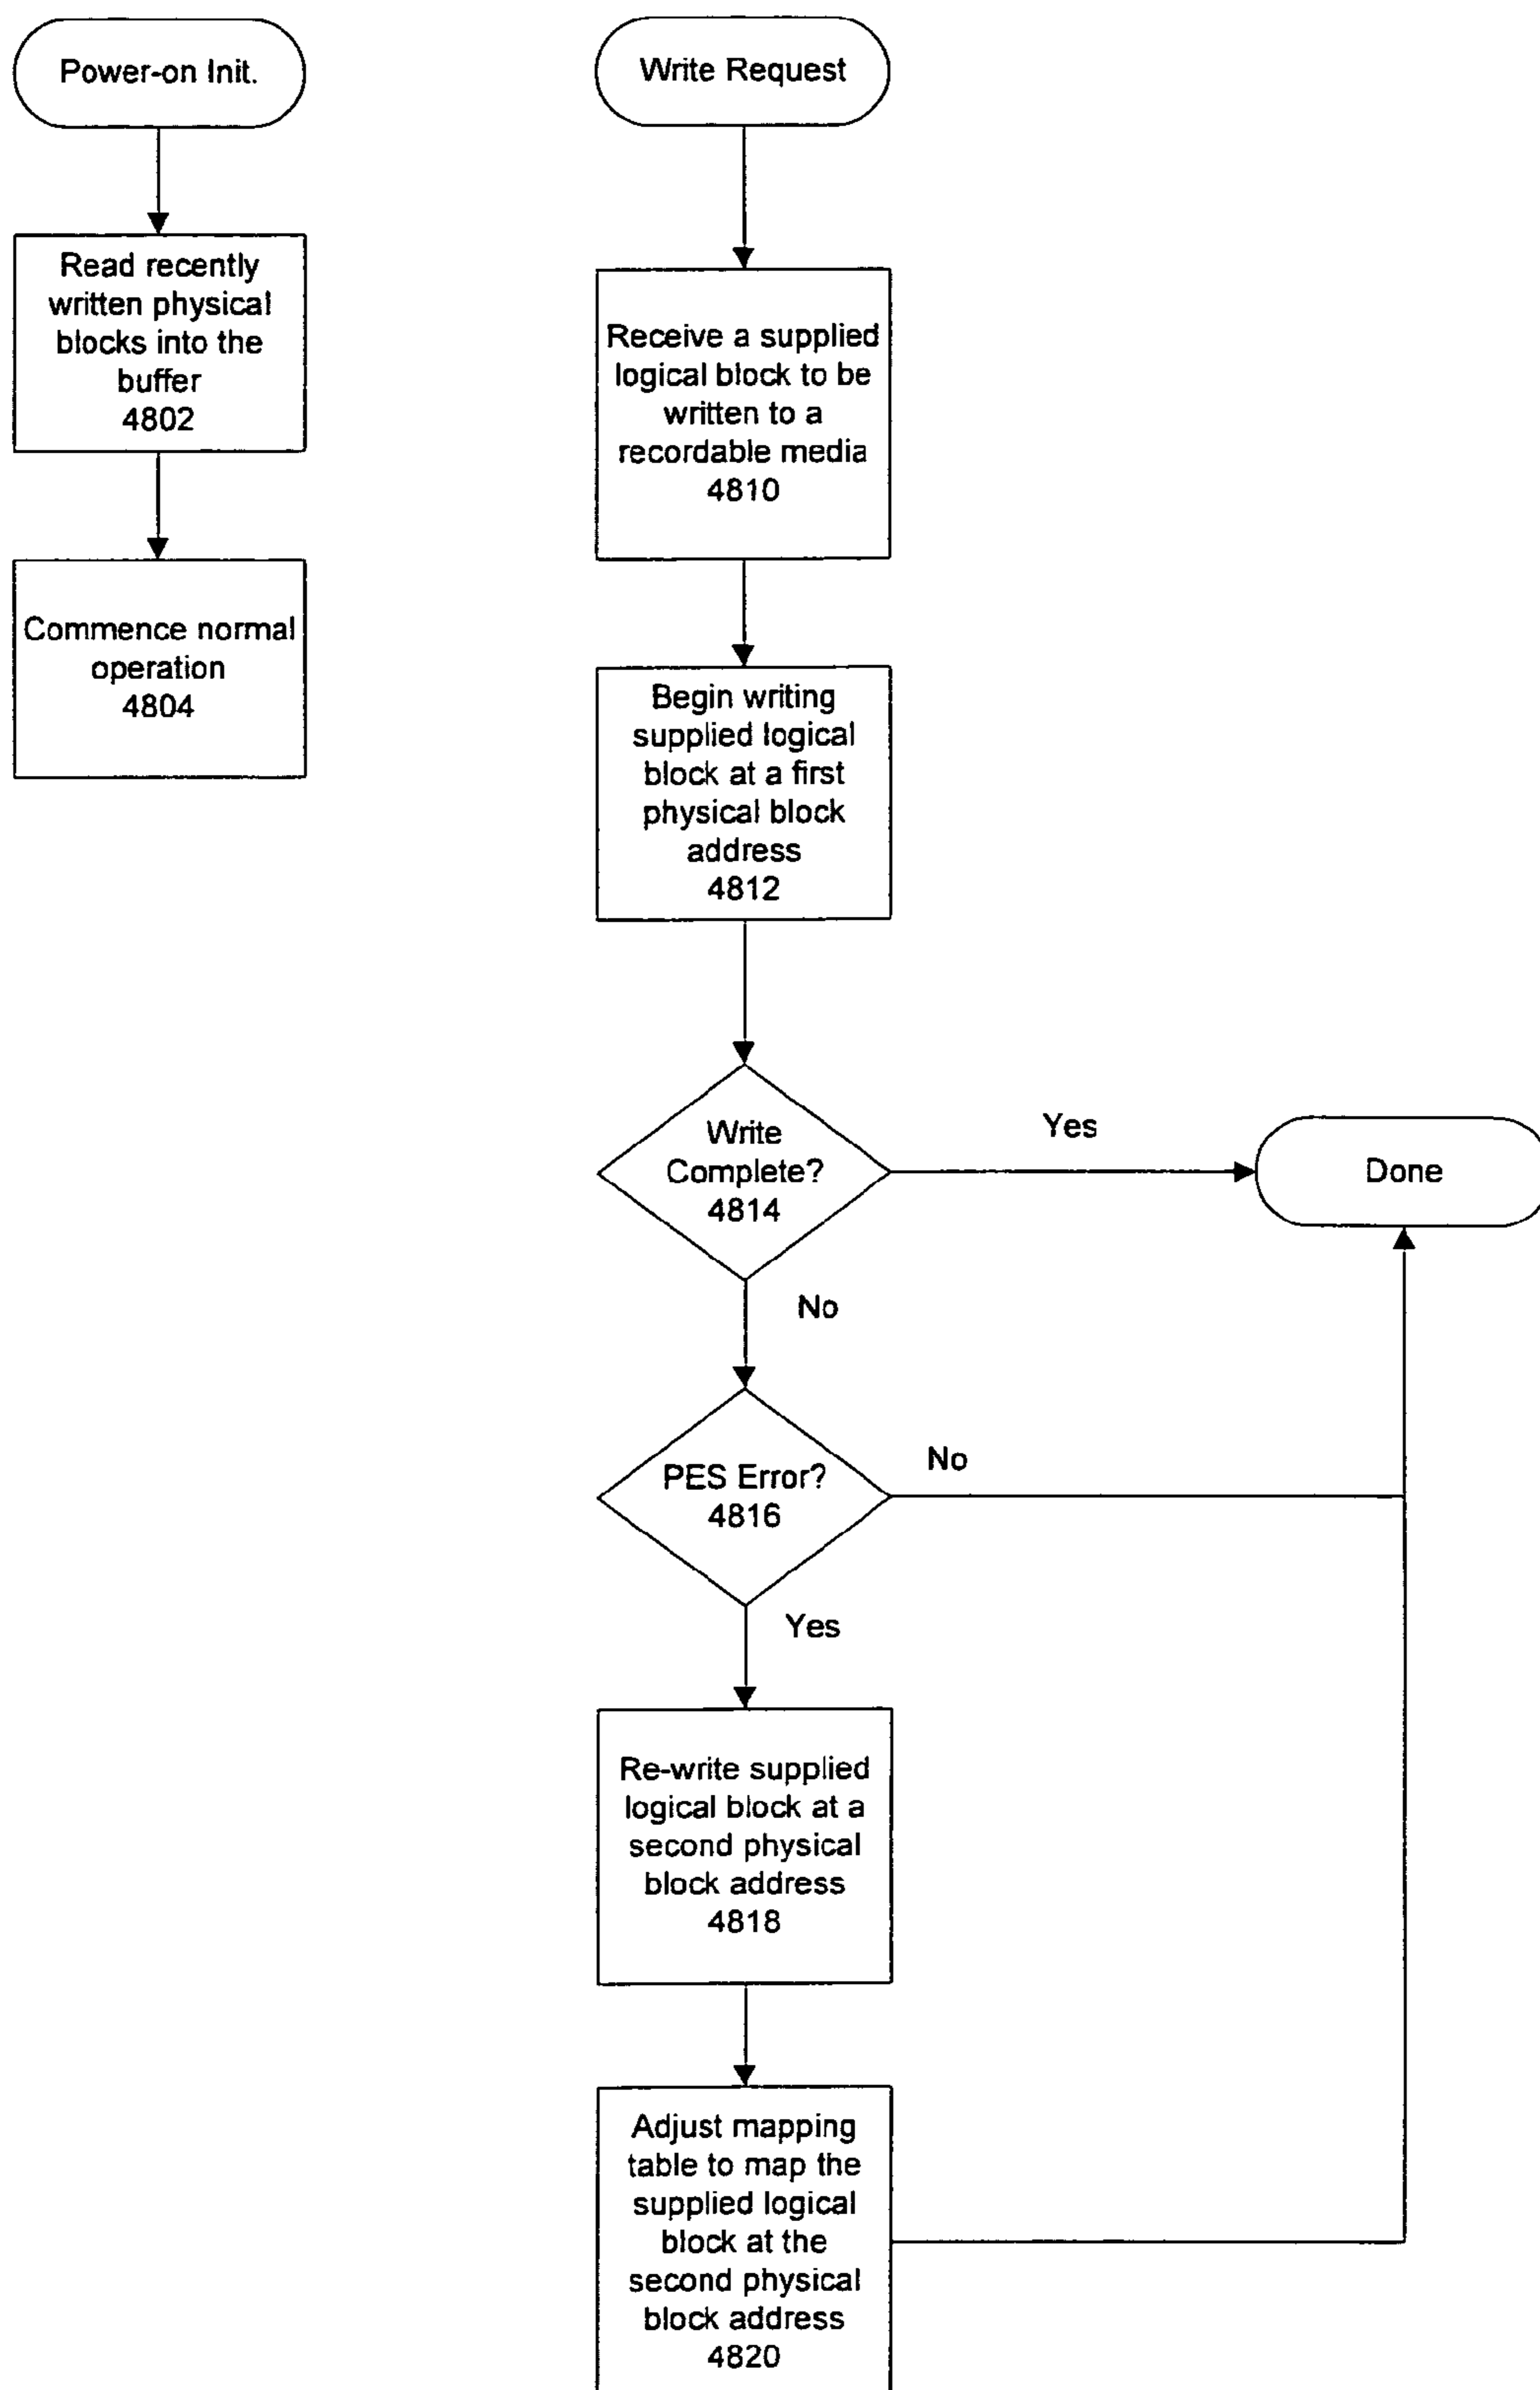 Power-on Init.
Read recently
written physical
blocks into the
buffer
4802
Commence normal
operation
4804
Write Request
Receive a supplied
logical block to be
written to a
recordable media
4810
Begin writing
supplied logical
block at a first
physical block
address
4812
Write
Complete?
4814
Yes
Done
No
PES Error?
4816
No
Yes
Re-write supplied
logical block at a
second physical
block address
4818
Adjust mapping
table to map the
supplied logical
block at the
second physical
block address
4820